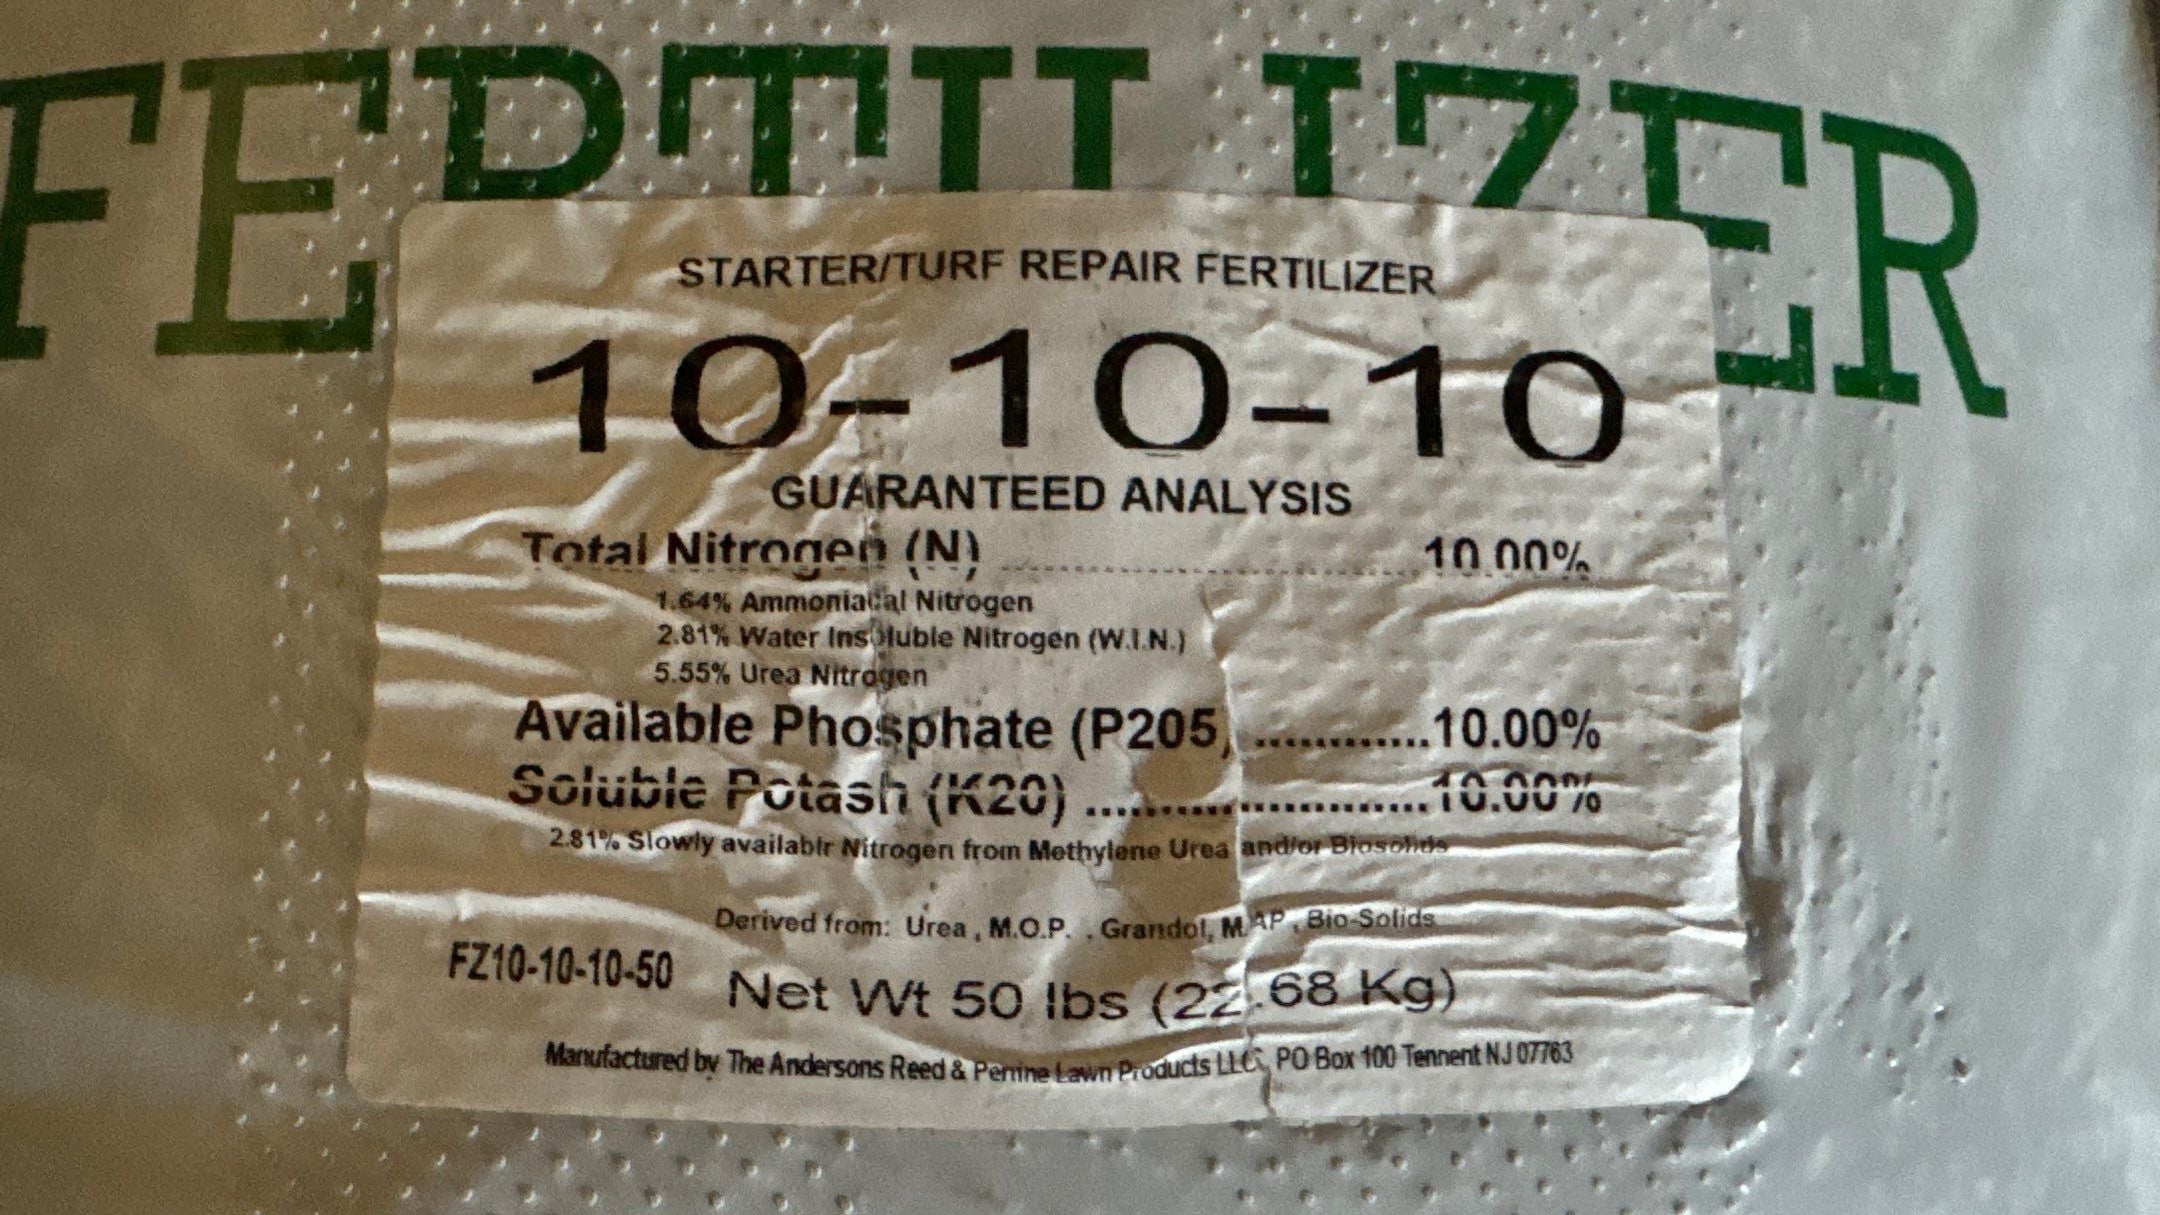 FERTILIZER
STARTER/TURF REPAIR FERTILIZER
10-10-10
GUARANTEED ANALYSIS
Total Nitrogen (N) ........................ 10.00%
1.64% Ammoniacal Nitrogen
2.81% Water Insoluble Nitrogen (W.I.N.)
5.55% Urea Nitrogen
Available Phosphate (P205) ............10.00%
Soluble Potash (K20) ........................10.00%
2.81% Slowly availablr Nitrogen from Methylene Urea and/or Biosolids
Derived from: Urea , M.O.P. . Grandol, MAP , Bio-Solids
FZ10-10-10-50
Net Wt 50 lbs (22.68 Kg)
Manufactured by The Andersons Reed & Perrine Lawn Products LLC, PO Box 100 Tennent NJ 07763